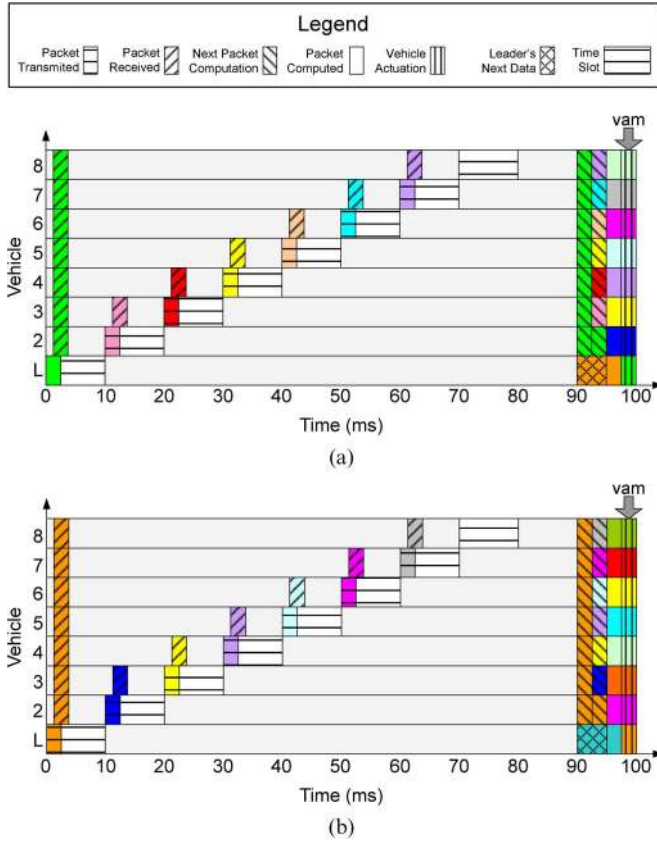 Legend
Packet Transmited
Packet Received
Next Packet Computation
Packet Computed
Vehicle Actuation
Leader's Next Data
Time Slot
vam
Vehicle
8
7
6
5
4
3
2
L
0 10 20 30 40 50 60 70 80 90 100
Time (ms)
(a)
vam
Vehicle
8
7
6
5
4
3
2
L
0 10 20 30 40 50 60 70 80 90 100
Time (ms)
(b)